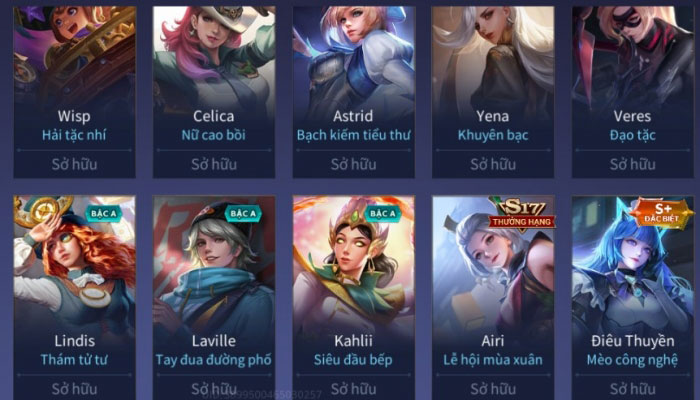 Wisp
Hải tặc nhí
Sở hữu
Celica
Nữ cao bồi
Sở hữu
Astrid
Bạch kiếm tiểu thư
Sở hữu
Yena
Khuyên bạc
Sở hữu
Veres
Đạo tặc
Sở hữu
BẬC A
Lindis
Thám tử tư
Sở hữu
BẬC A
Laville
Tay đua đường phố
Sở hữu
BẬC A
Kahlii
Siêu đầu bếp
Sở hữu
S17
THƯỞNG HẠNG
Airi
Lễ hội mùa xuân
Sở hữu
S+
ĐẶC BIỆT
Điêu Thuyền
Mèo công nghệ
Sở hữu